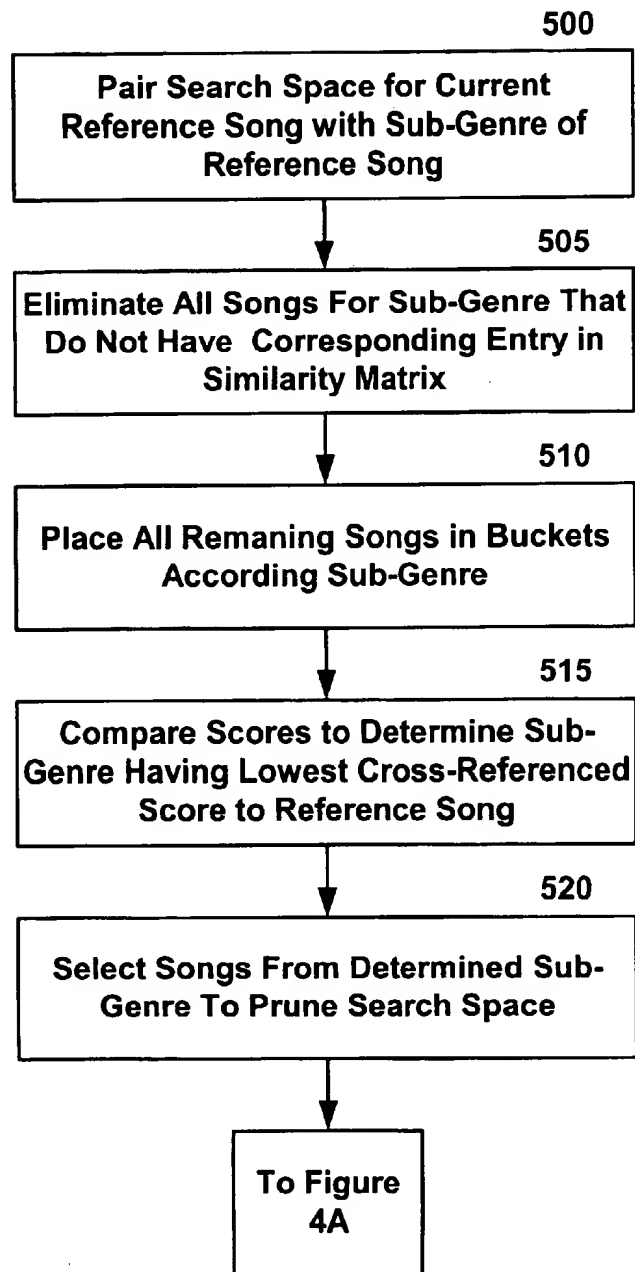 500
Pair Search Space for Current
Reference Song with Sub-Genre of
Reference Song
505
Eliminate All Songs For Sub-Genre That
Do Not Have Corresponding Entry in
Similarity Matrix
510
Place All Remaning Songs in Buckets
According Sub-Genre
515
Compare Scores to Determine Sub-
Genre Having Lowest Cross-Referenced
Score to Reference Song
520
Select Songs From Determined Sub-
Genre To Prune Search Space
To Figure
4A